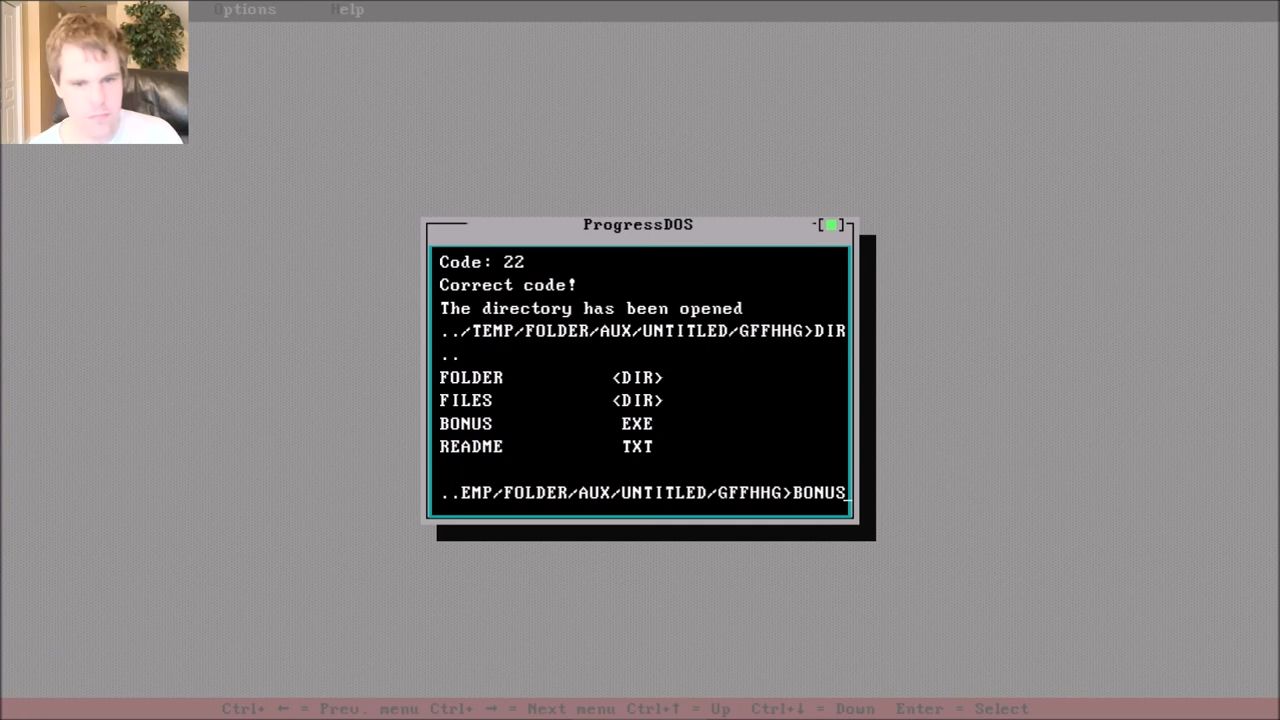 Options Help
ProgressDOS
Code: 22
Correct code!
The directory has been opened
../TEMP/FOLDER/AUX/UNTITLED/GFFHHG>DIR
..
FOLDER <DIR>
FILES <DIR>
BONUS EXE
README TXT
..EMP/FOLDER/AUX/UNTITLED/GFFHHG>BONUS_
Ctrl+ ← = Prev. menu Ctrl+ → = Next menu Ctrl+↑ = Up Ctrl+↓ = Down Enter = Select